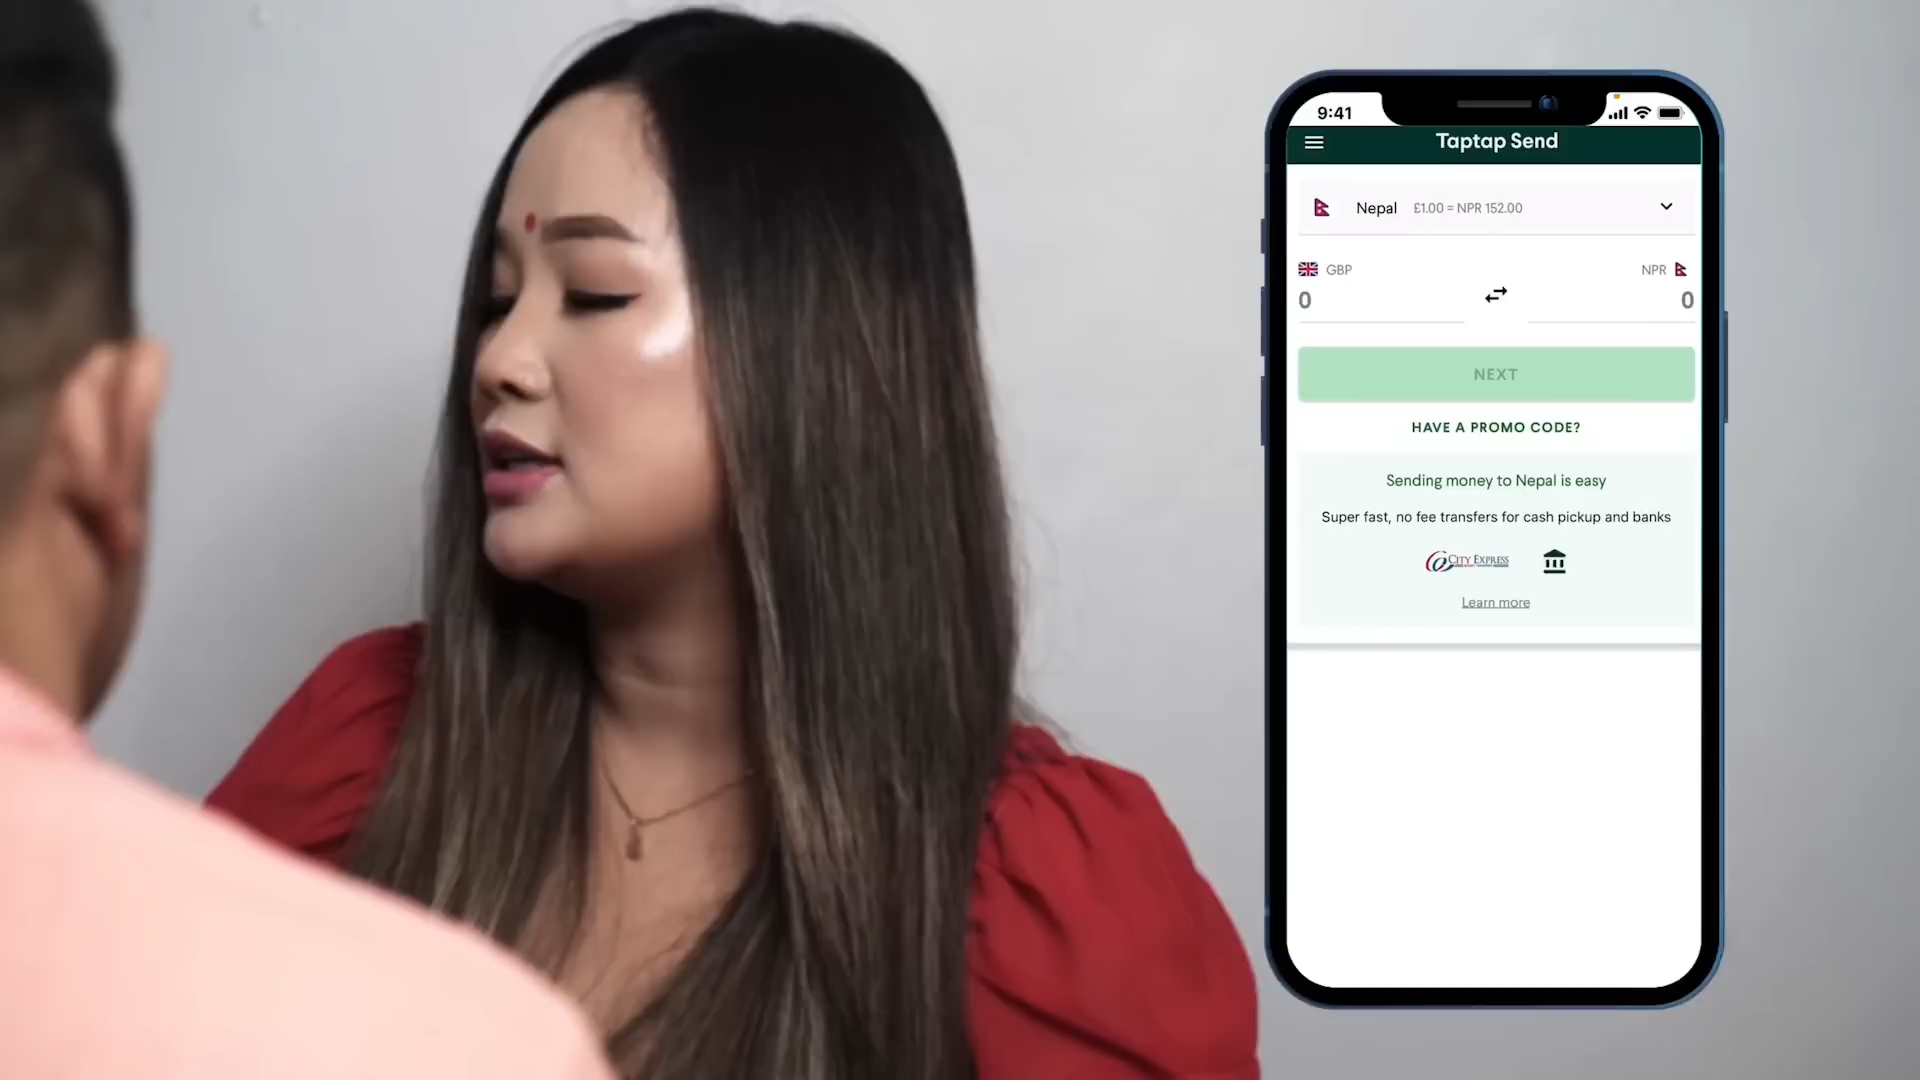 9:41
Taptap Send
Nepal £1.00 = NPR 152.00
GBP NPR
0 0
NEXT
HAVE A PROMO CODE?
Sending money to Nepal is easy
Super fast, no fee transfers for cash pickup and banks
CITY EXPRESS
Learn more